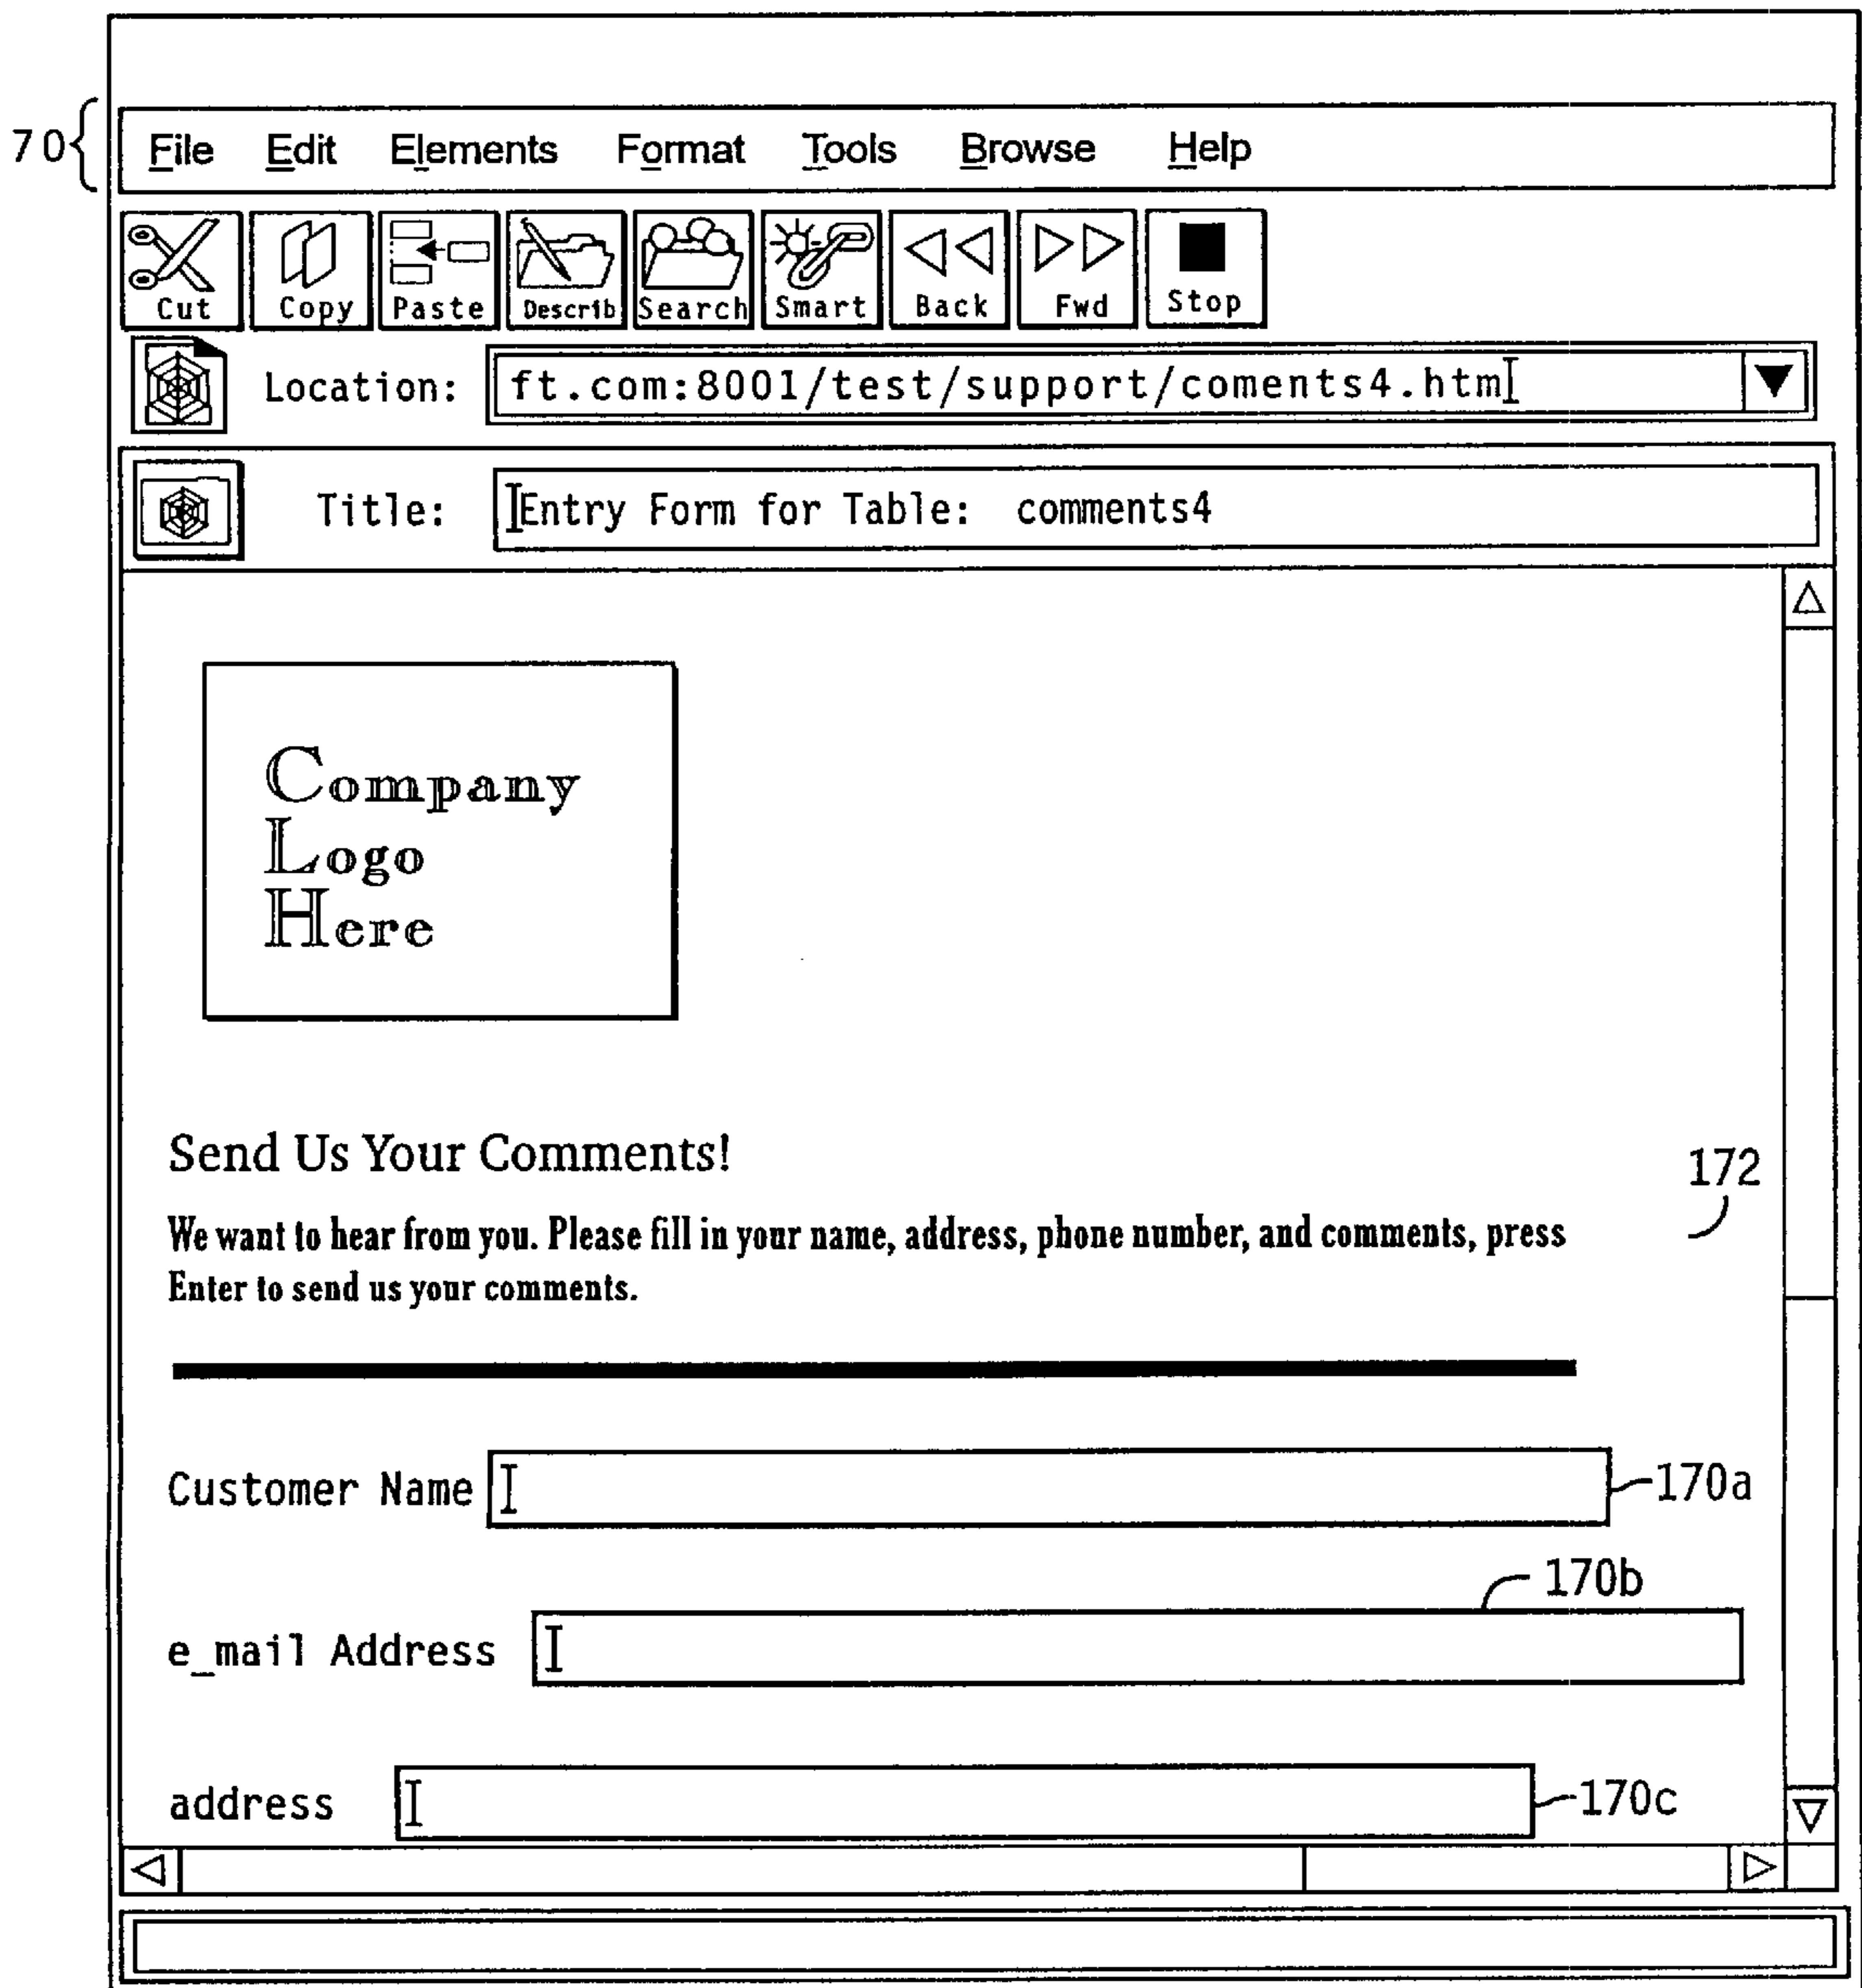 70
File Edit Elements Format Tools Browse Help
Cut Copy Paste Describ Search Smart Back Fwd Stop
Location: ft.com:8001/test/support/coments4.htm
Title: Entry Form for Table: comments4
Company
Logo
Here
Send Us Your Comments!
172
We want to hear from you. Please fill in your name, address, phone number, and comments, press
Enter to send us your comments.
Customer Name 170a
170b
e_mail Address
address 170c